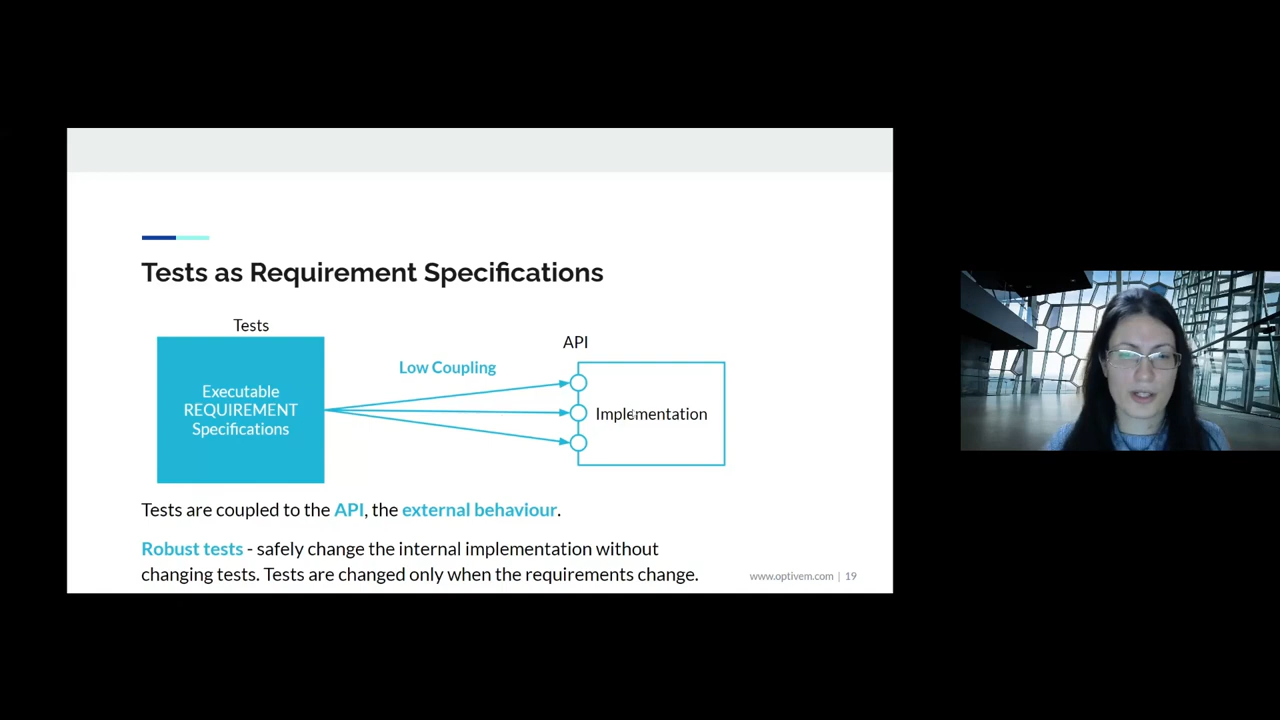 Tests as Requirement Specifications
Tests
API
Low Coupling
Executable
REQUIREMENT
Specifications
Implementation
Tests are coupled to the API, the external behaviour.
Robust tests - safely change the internal implementation without
changing tests. Tests are changed only when the requirements change.
www.optivem.com | 19